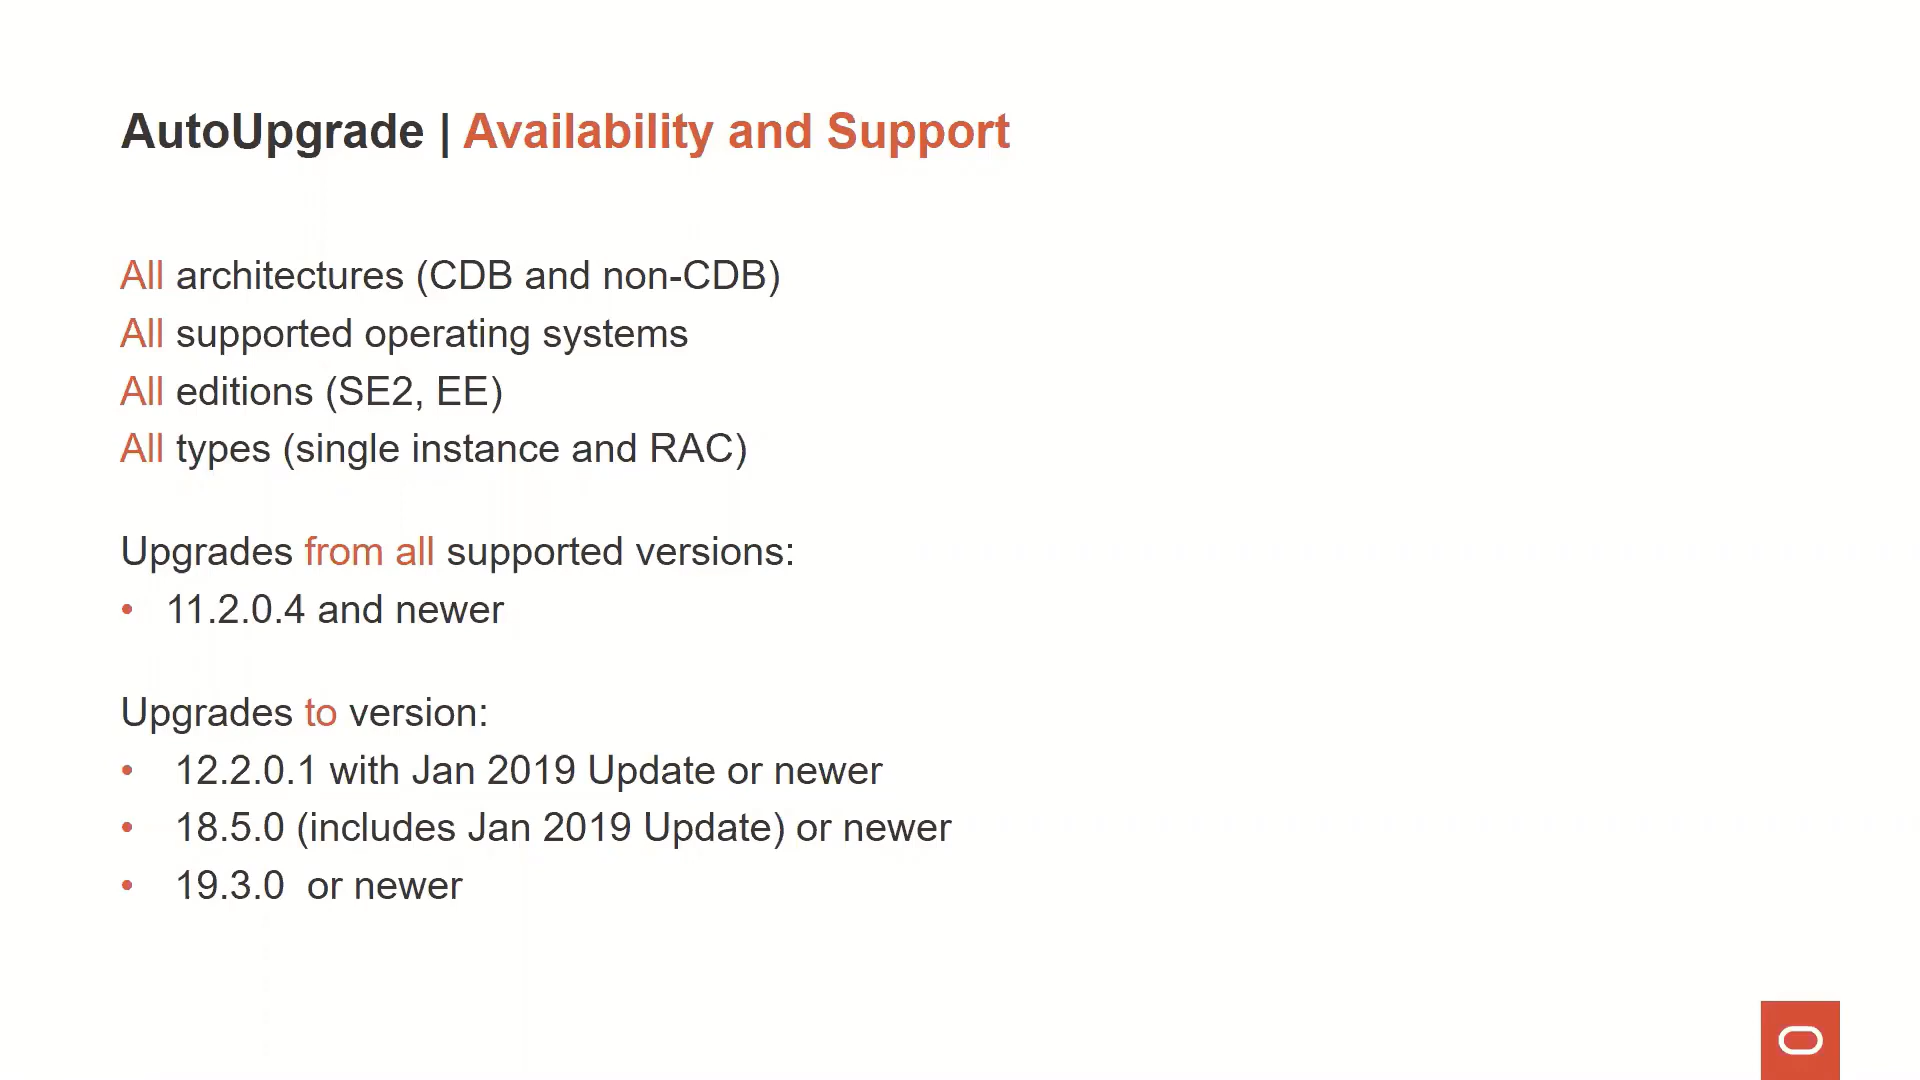 AutoUpgrade | Availability and Support
All architectures (CDB and non-CDB)
All supported operating systems
All editions (SE2, EE)
All types (single instance and RAC)
Upgrades from all supported versions:
• 11.2.0.4 and newer
Upgrades to version:
• 12.2.0.1 with Jan 2019 Update or newer
• 18.5.0 (includes Jan 2019 Update) or newer
• 19.3.0  or newer